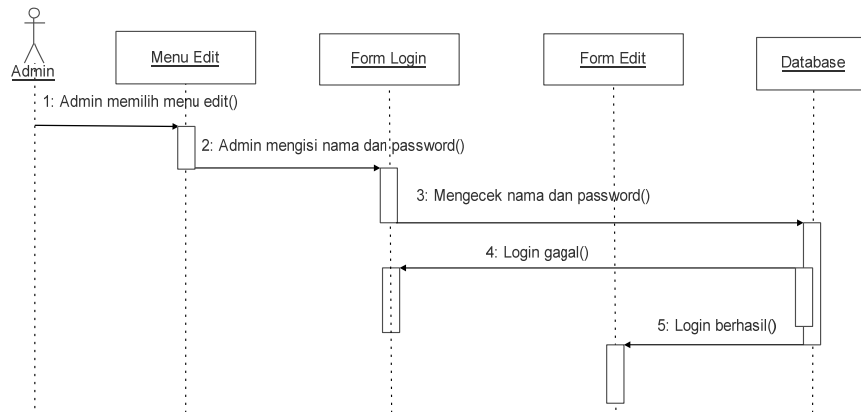 Admin
Menu Edit
Form Login
Form Edit
Database
1: Admin memilih menu edit()
2: Admin mengisi nama dan password()
3: Mengecek nama dan password()
4: Login gagal()
5: Login berhasil()